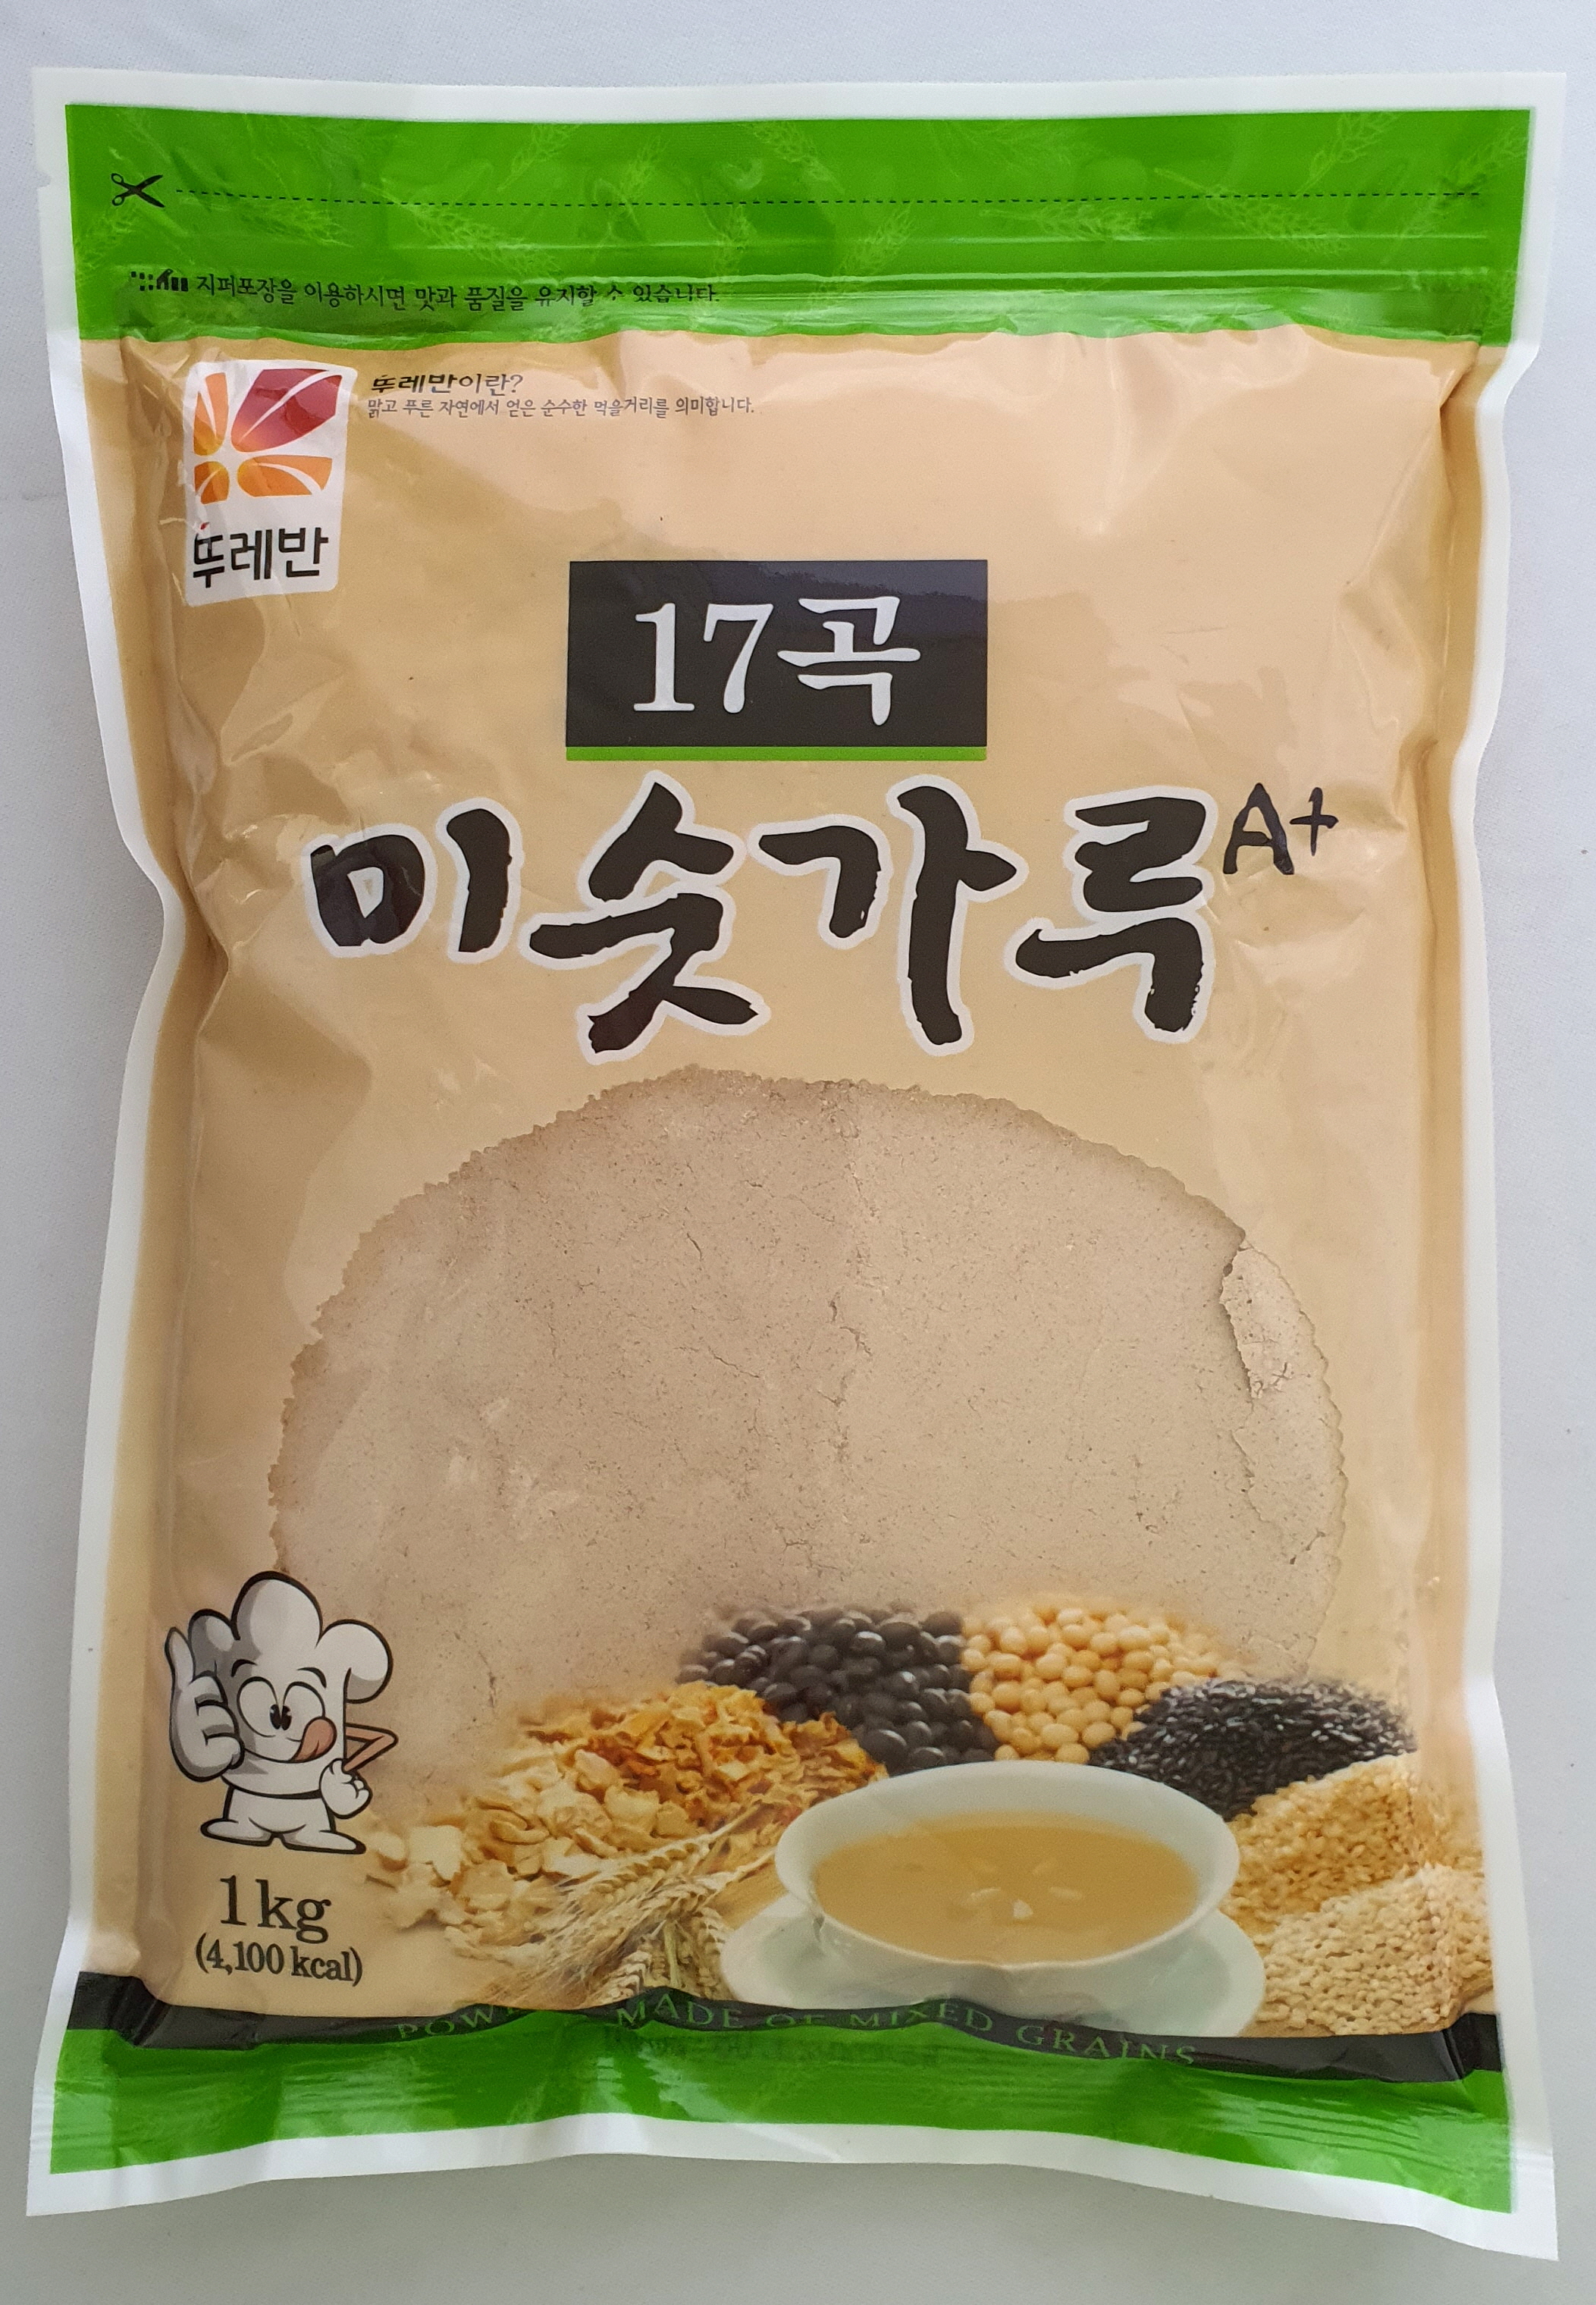 지퍼포장을 이용하시면 맛과 품질을 유지할 수 있습니다.
뚜레반이란?
맑고 푸른 자연에서 얻은 순수한 먹을거리를 의미합니다.
뚜레반
17곡
미숫가루 A+
1kg
(4,100 kcal)
MADE OF MIXED GRAINS